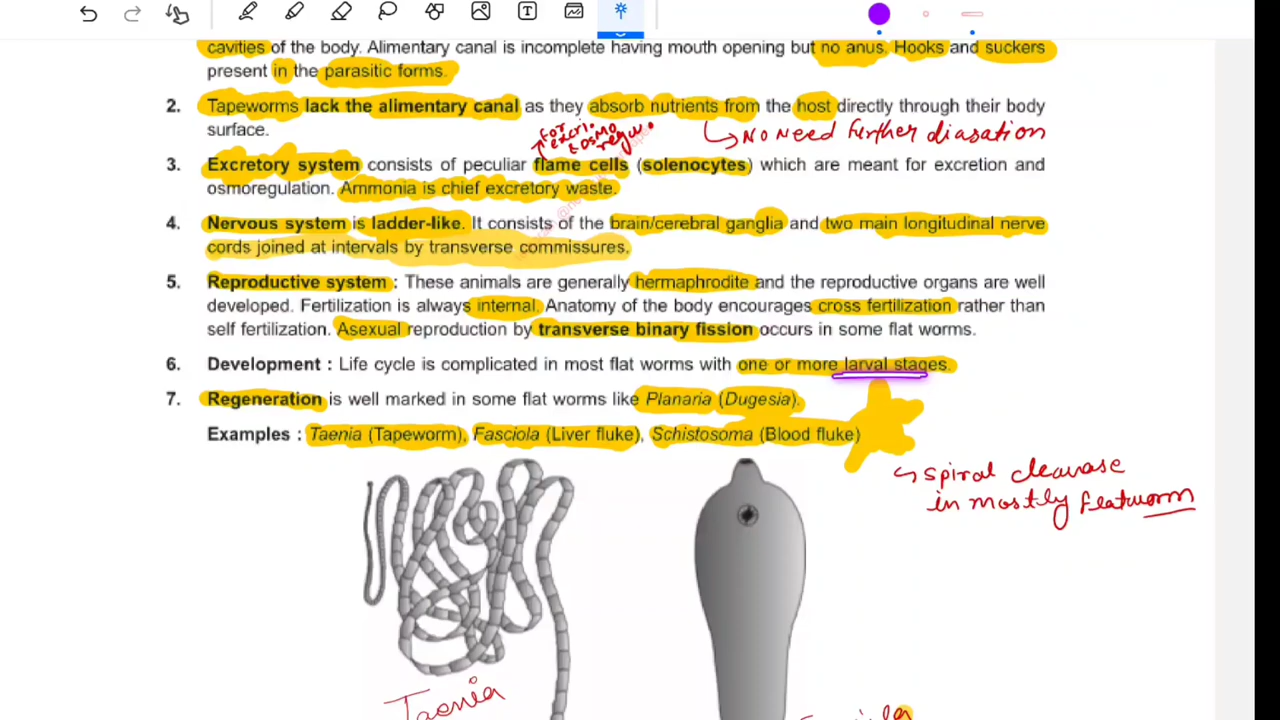 cavities of the body. Alimentary canal is incomplete having mouth opening but no anus. Hooks and suckers
present in the parasitic forms.
2. Tapeworms lack the alimentary canal as they absorb nutrients from the host directly through their body
surface.
↳ No need further diasation
for excri.
& osmo
regu.
3. Excretory system consists of peculiar flame cells (solenocytes) which are meant for excretion and
osmoregulation. Ammonia is chief excretory waste.
4. Nervous system is ladder-like. It consists of the brain/cerebral ganglia and two main longitudinal nerve
cords joined at intervals by transverse commissures.
5. Reproductive system : These animals are generally hermaphrodite and the reproductive organs are well
developed. Fertilization is always internal. Anatomy of the body encourages cross fertilization rather than
self fertilization. Asexual reproduction by transverse binary fission occurs in some flat worms.
6. Development : Life cycle is complicated in most flat worms with one or more larval stages.
7. Regeneration is well marked in some flat worms like Planaria (Dugesia).
Examples : Taenia (Tapeworm), Fasciola (Liver fluke), Schistosoma (Blood fluke)
↳ spiral cleavase
in mostly flatworm
Taenia